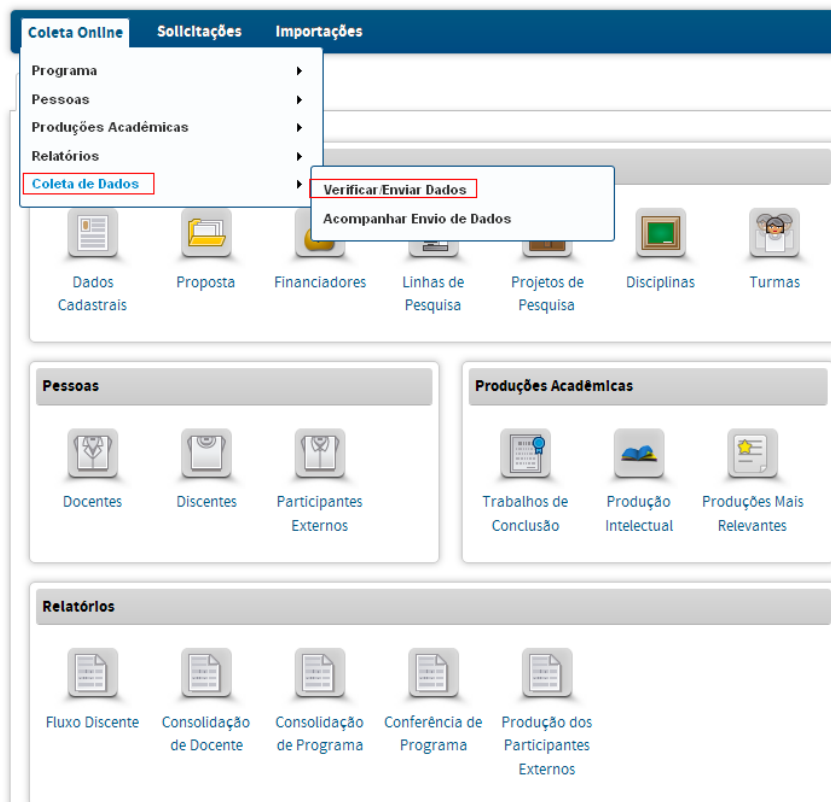 Coleta Online Solicitações Importações
Programa
Pessoas
Produções Acadêmicas
Relatórios
Coleta de Dados
Verificar/Enviar Dados
Acompanhar Envio de Dados
Dados
Cadastrais
Proposta
Financiadores
Linhas de
Pesquisa
Projetos de
Pesquisa
Disciplinas
Turmas
Pessoas
Docentes
Discentes
Participantes
Externos
Produções Acadêmicas
Trabalhos de
Conclusão
Produção
Intelectual
Produções Mais
Relevantes
Relatórios
Fluxo Discente
Consolidação
de Docente
Consolidação
de Programa
Conferência de
Programa
Produção dos
Participantes
Externos